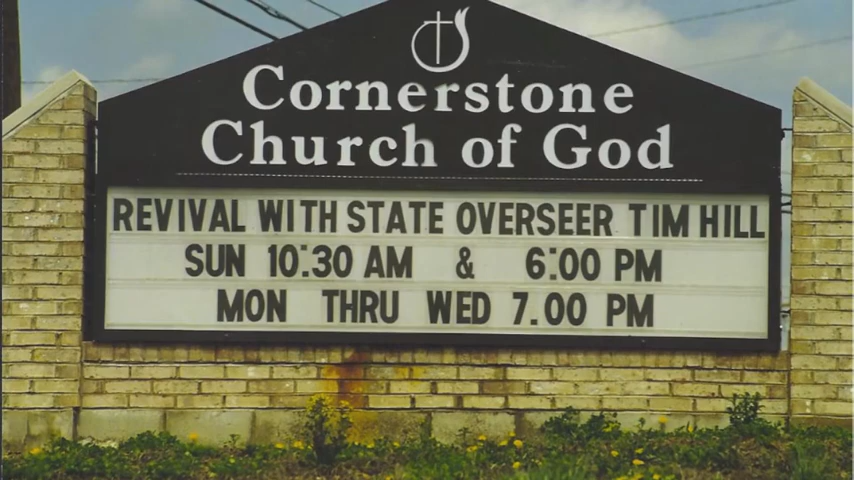 Cornerstone
Church of God
REVIVAL WITH STATE OVERSEER TIM HILL
SUN 10:30 AM & 6:00 PM
MON THRU WED 7.00 PM